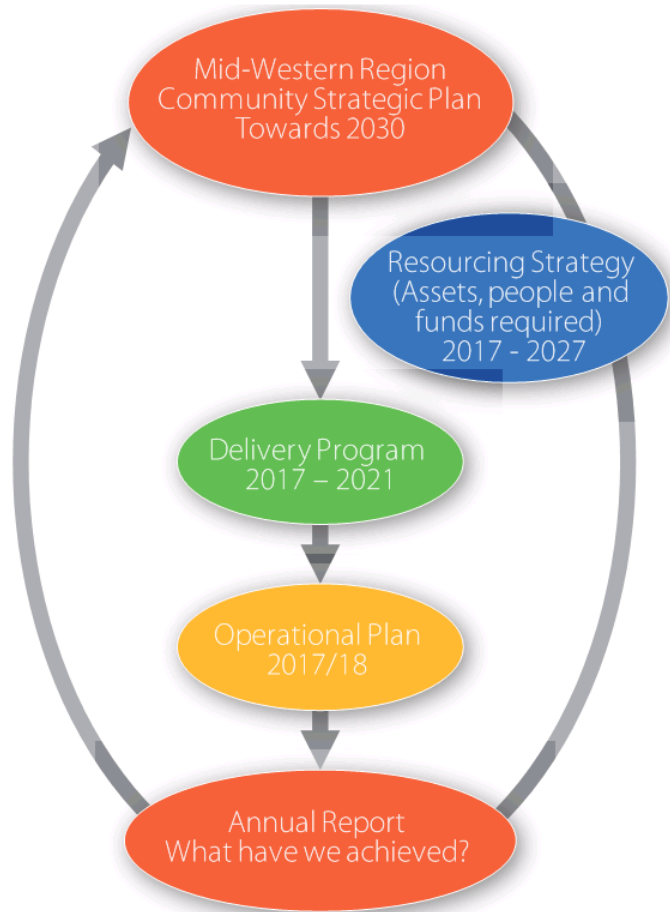 Mid-Western Region
Community Strategic Plan
Towards 2030
Resourcing Strategy
(Assets, people and
funds required)
2017 - 2027
Delivery Program
2017 – 2021
Operational Plan
2017/18
Annual Report
What have we achieved?